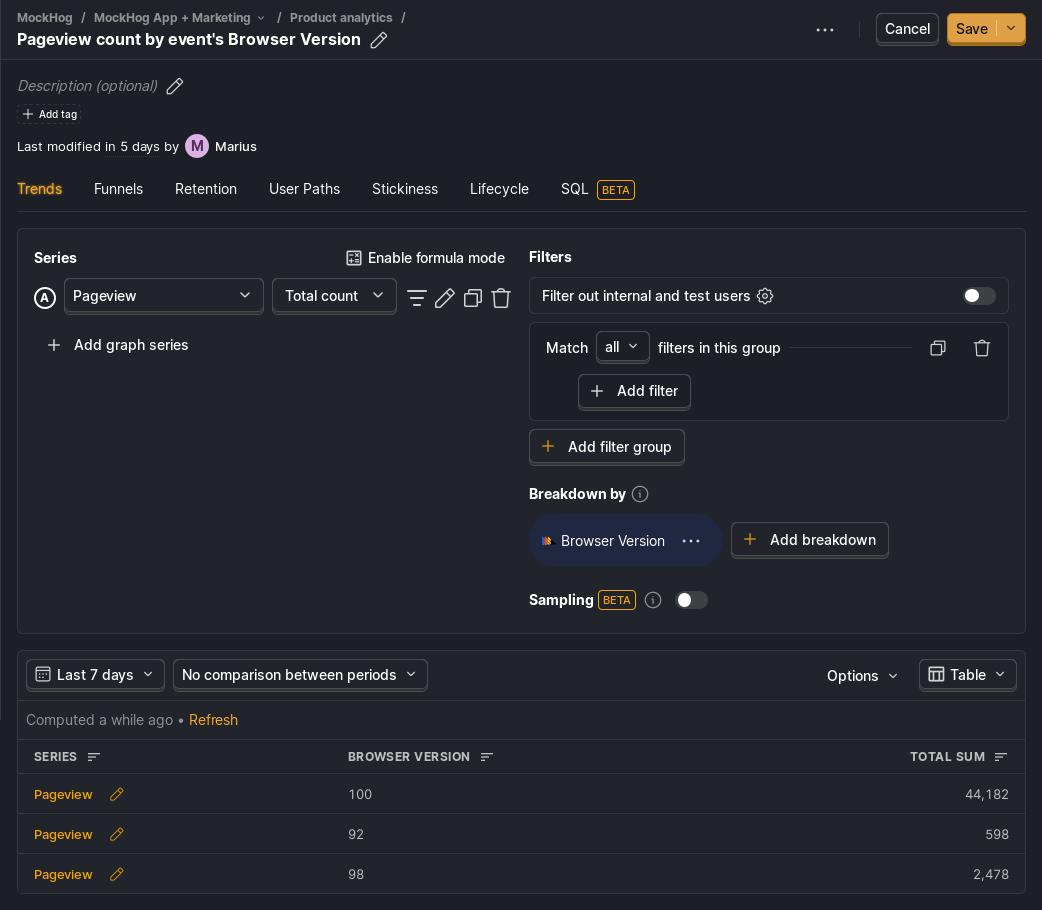 MockHog / MockHog App + Marketing / Product analytics /
Pageview count by event's Browser Version
Cancel
Save
Description (optional)
Add tag
Last modified in 5 days by M Marius
Trends Funnels Retention User Paths Stickiness Lifecycle SQL BETA
Series
Enable formula mode
A Pageview Total count
Add graph series
Filters
Filter out internal and test users
Match all filters in this group
Add filter
Add filter group
Breakdown by
Browser Version
Add breakdown
Sampling BETA
Last 7 days No comparison between periods Options Table
Computed a while ago • Refresh
SERIES BROWSER VERSION TOTAL SUM
Pageview 100 44,182
Pageview 92 598
Pageview 98 2,478